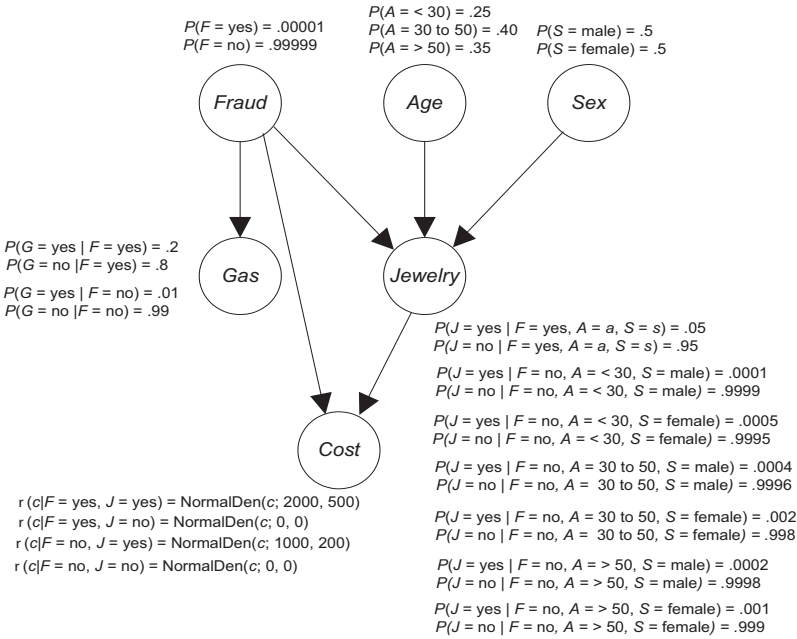 P(F = yes) = .00001
P(F = no) = .99999
P(A = < 30) = .25
P(A = 30 to 50) = .40
P(A = > 50) = .35
P(S = male) = .5
P(S = female) = .5
Fraud
Age
Sex
P(G = yes | F = yes) = .2
P(G = no |F = yes) = .8
P(G = yes | F = no) = .01
P(G = no |F = no) = .99
Gas
Jewelry
P(J = yes | F = yes, A = a, S = s) = .05
P(J = no | F = yes, A = a, S = s) = .95
P(J = yes | F = no, A = < 30, S = male) = .0001
P(J = no | F = no, A = < 30, S = male) = .9999
P(J = yes | F = no, A = < 30, S = female) = .0005
P(J = no | F = no, A = < 30, S = female) = .9995
P(J = yes | F = no, A = 30 to 50, S = male) = .0004
P(J = no | F = no, A = 30 to 50, S = male) = .9996
P(J = yes | F = no, A = 30 to 50, S = female) = .002
P(J = no | F = no, A = 30 to 50, S = female) = .998
P(J = yes | F = no, A = > 50, S = male) = .0002
P(J = no | F = no, A = > 50, S = male) = .9998
P(J = yes | F = no, A = > 50, S = female) = .001
P(J = no | F = no, A = > 50, S = female) = .999
Cost
r (c|F = yes, J = yes) = NormalDen(c; 2000, 500)
r (c|F = yes, J = no) = NormalDen(c; 0, 0)
r (c|F = no, J = yes) = NormalDen(c; 1000, 200)
r (c|F = no, J = no) = NormalDen(c; 0, 0)